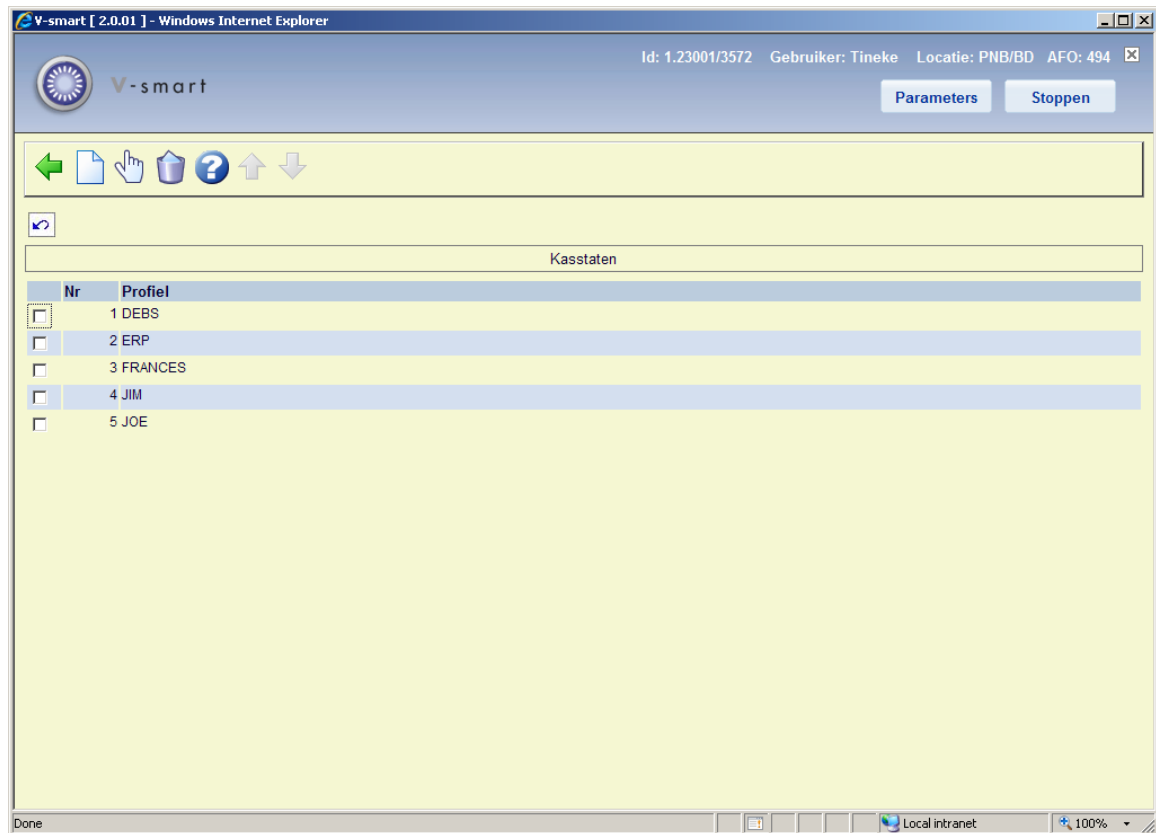 V-smart [ 2.0.01 ] - Windows Internet Explorer
Id: 1.23001/3572 Gebruiker: Tineke Locatie: PNB/BD AFO: 494
V-smart
Parameters Stoppen
Kasstaten
Nr Profiel
1 DEBS
2 ERP
3 FRANCES
4 JIM
5 JOE
Done Local intranet 100%